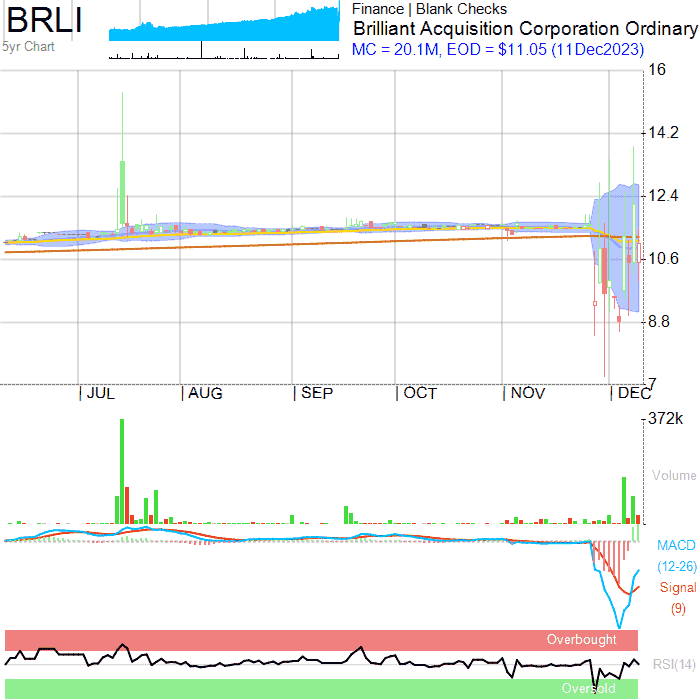 BRLI
5yr Chart
Finance | Blank Checks
Brilliant Acquisition Corporation Ordinary
MC = 20.1M, EOD = $11.05 (11Dec2023)
16
14.2
12.4
10.6
8.8
7
JUL
AUG
SEP
OCT
NOV
DEC
372k
Volume
MACD
(12-26)
Signal
(9)
Overbought
RSI(14)
Oversold